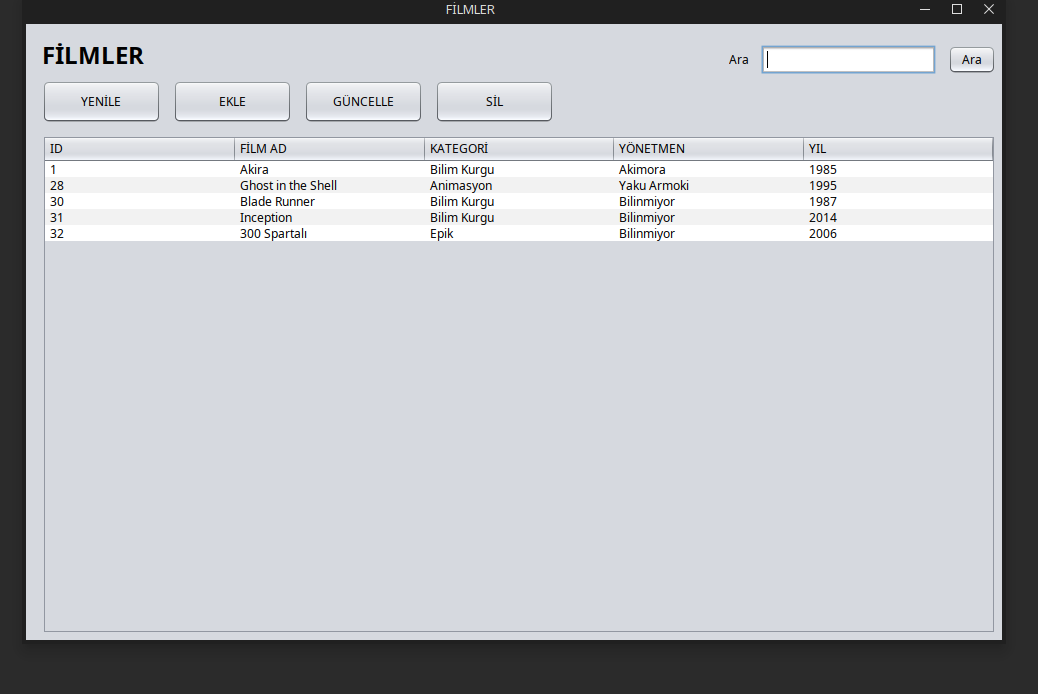 FİLMLER
FİLMLER
Ara Ara
YENİLE EKLE GÜNCELLE SİL
ID FİLM AD KATEGORİ YÖNETMEN YIL
1 Akira Bilim Kurgu Akimora 1985
28 Ghost in the Shell Animasyon Yaku Armoki 1995
30 Blade Runner Bilim Kurgu Bilinmiyor 1987
31 Inception Bilim Kurgu Bilinmiyor 2014
32 300 Spartalı Epik Bilinmiyor 2006